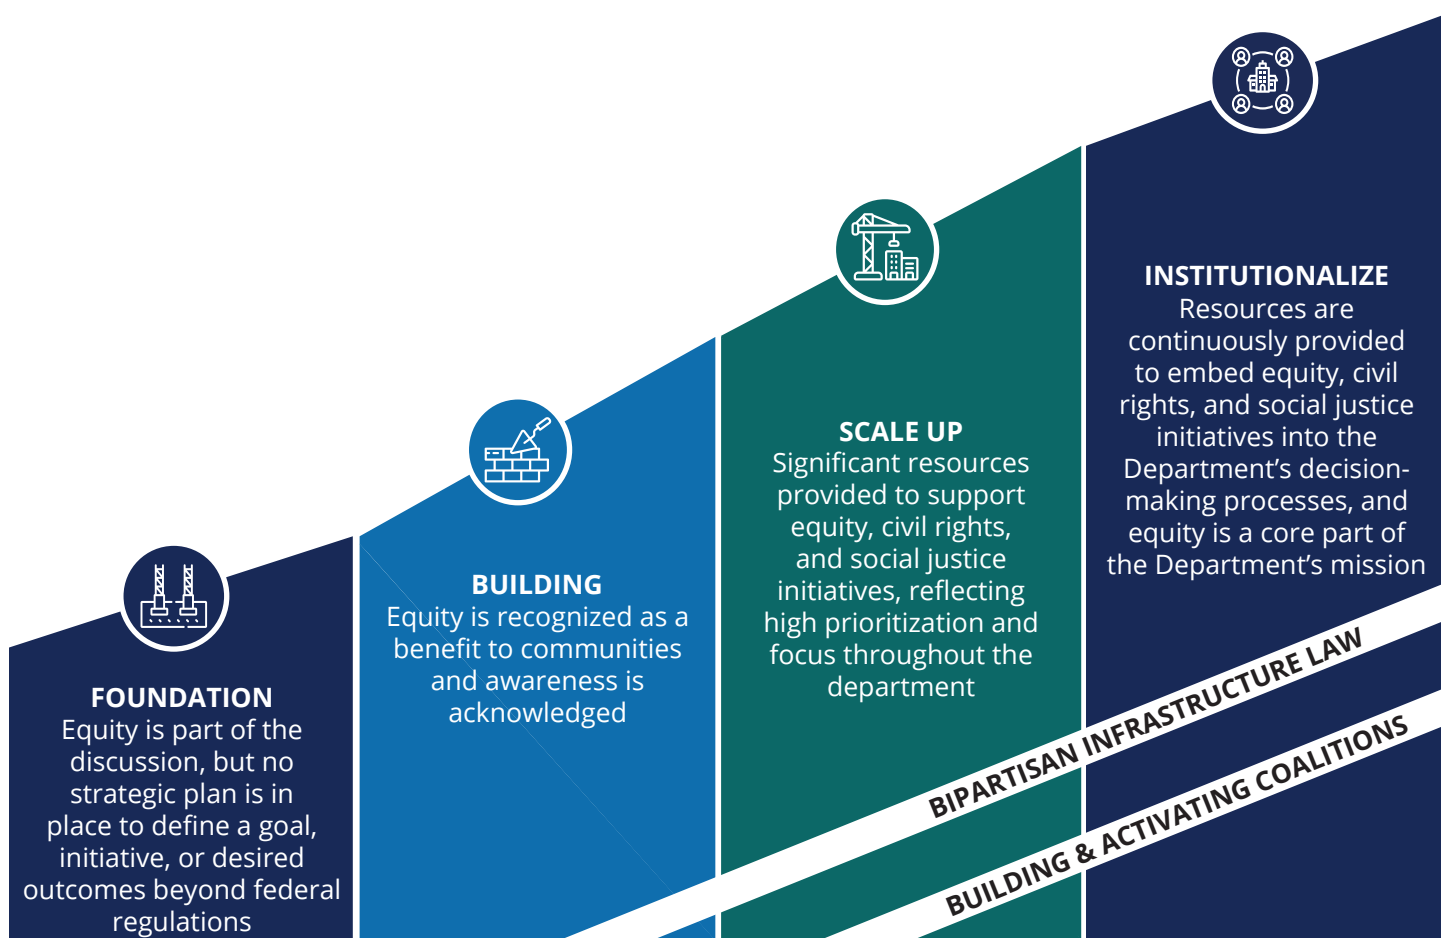 FOUNDATION
Equity is part of the
discussion, but no
strategic plan is in
place to define a goal,
initiative, or desired
outcomes beyond federal
regulations
BUILDING
Equity is recognized as a
benefit to communities
and awareness is
acknowledged
SCALE UP
Significant resources
provided to support
equity, civil rights,
and social justice
initiatives, reflecting
high prioritization and
focus throughout the
department
INSTITUTIONALIZE
Resources are
continuously provided
to embed equity, civil
rights, and social justice
initiatives into the
Department’s decision-
making processes, and
equity is a core part of
the Department’s mission
BIPARTISAN INFRASTRUCTURE LAW
BUILDING & ACTIVATING COALITIONS